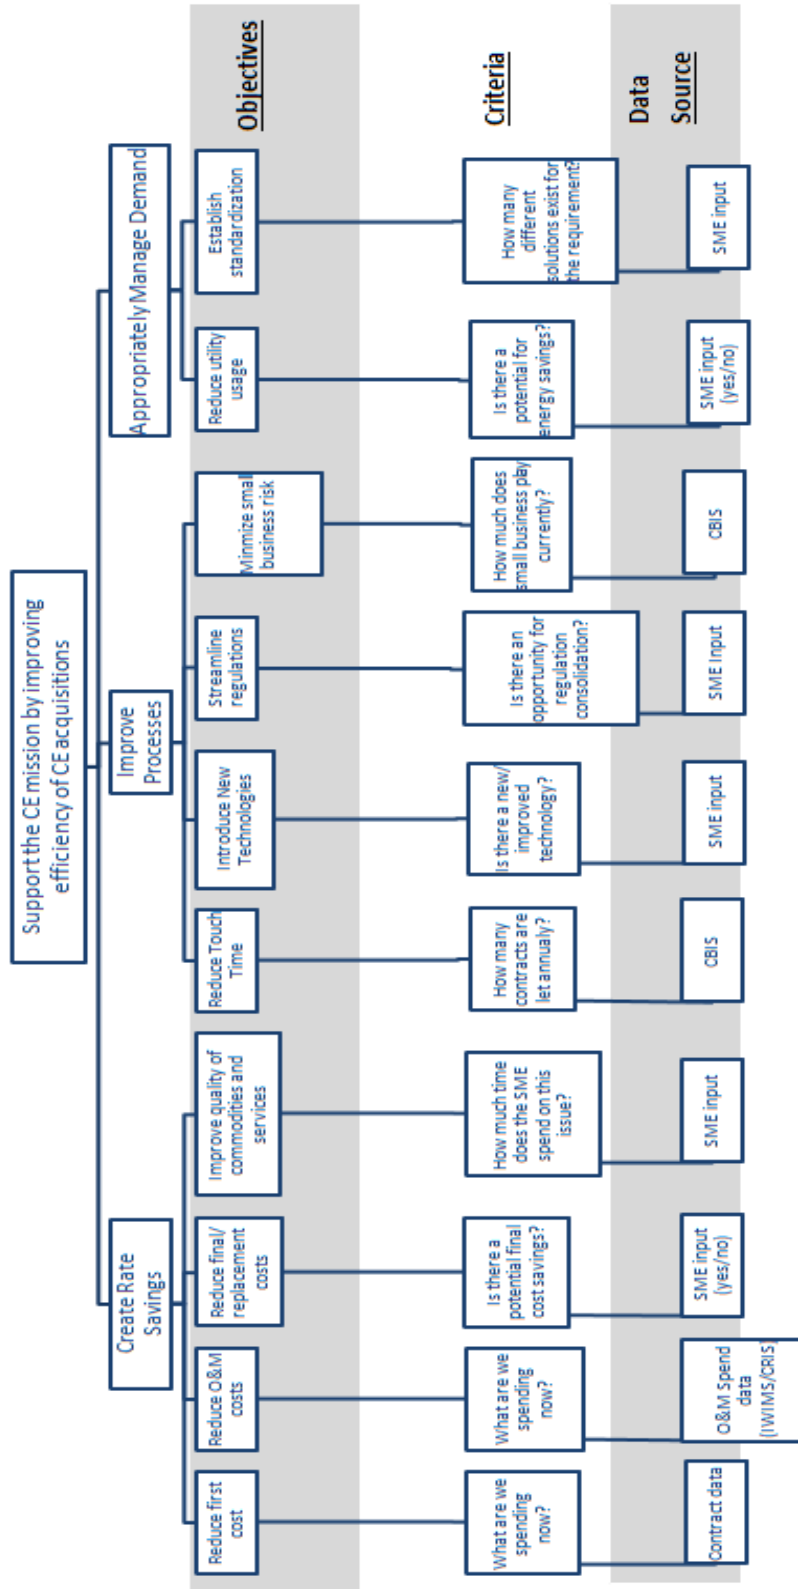 Support the CE mission by improving
efficiency of CE acquisitions
Create Rate
Savings
Improve
Processes
Appropriately Manage Demand
Objectives
Reduce first
cost
Reduce O&M
costs
Reduce final/
replacement
costs
Improve quality of
commodities and
services
Reduce Touch
Time
Introduce New
Technologies
Streamline
regulations
Minmize smal
business risk
Reduce utility
usage
Establish
standardization
Criteria
What are we
spending
now?
What are we
spending
now?
Is there a
potential final
cost savings?
How much time
does the SME
spend on this
issue?
How many
contracts are
let annualy?
Is there a new/
improved
technology?
Is there an
opportunity for
regulation
consolidation?
How much does
small business play
currently?
Is there a
potential for
energy savings?
How many
different
solutions exist for
the requirement?
Data
Source
Contract data
O&M Spend
data
(IWIMS/CRIS)
SME input
(yes/no)
SME input
CBIS
SME input
SME Input
CBIS
SME input
(yes/no)
SME input